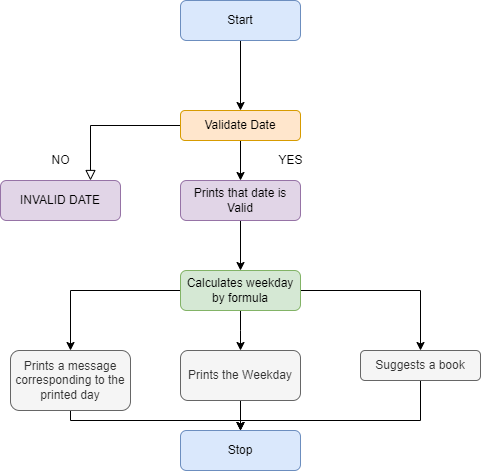 Start
Validate Date
NO
YES
INVALID DATE
Prints that date is
Valid
Calculates weekday
by formula
Prints a message
corresponding to the
printed day
Prints the Weekday
Suggests a book
Stop